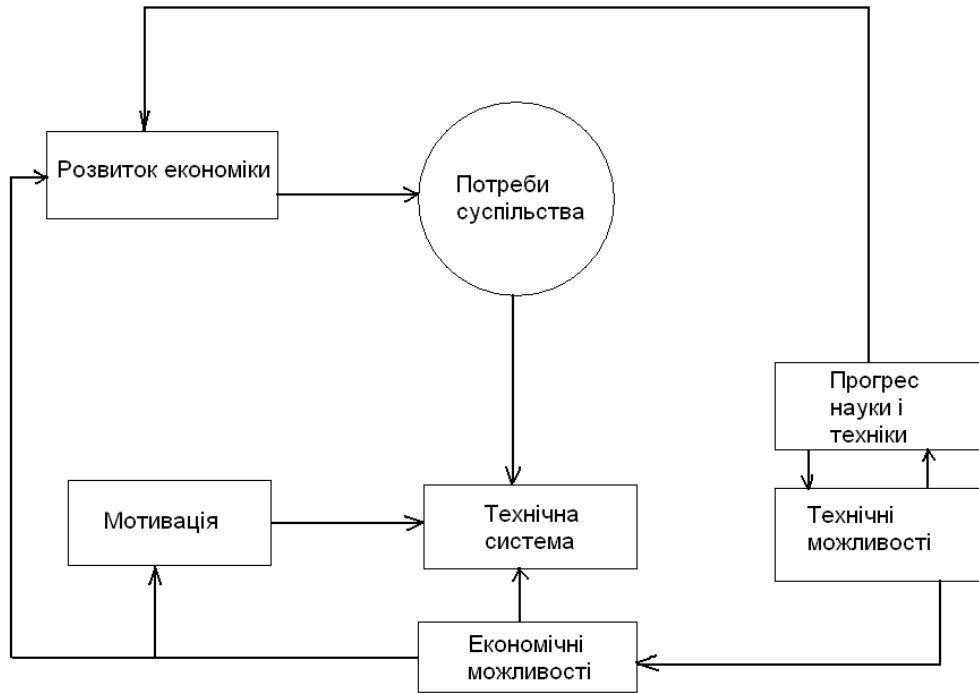 Розвиток економіки
Потреби
суспільства
Прогрес
науки і
техніки
Мотивація
Технічна
система
Технічні
можливості
Економічні
можливості